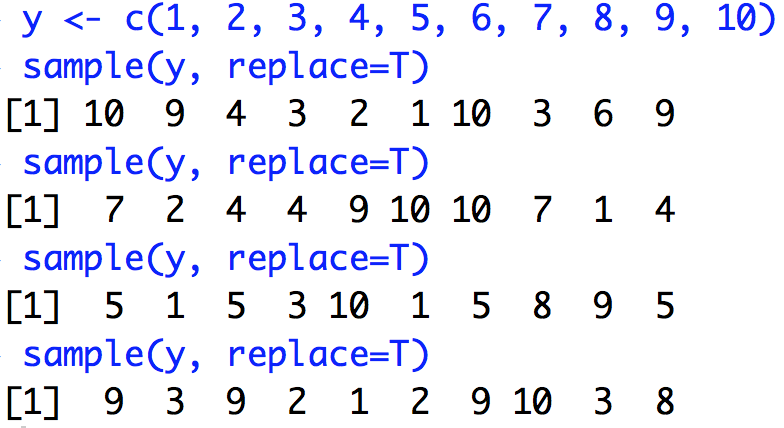 y <- c(1, 2, 3, 4, 5, 6, 7, 8, 9, 10)
sample(y, replace=T)
[1] 10 9 4 3 2 1 10 3 6 9
sample(y, replace=T)
[1] 7 2 4 4 9 10 10 7 1 4
sample(y, replace=T)
[1] 5 1 5 3 10 1 5 8 9 5
sample(y, replace=T)
[1] 9 3 9 2 1 2 9 10 3 8